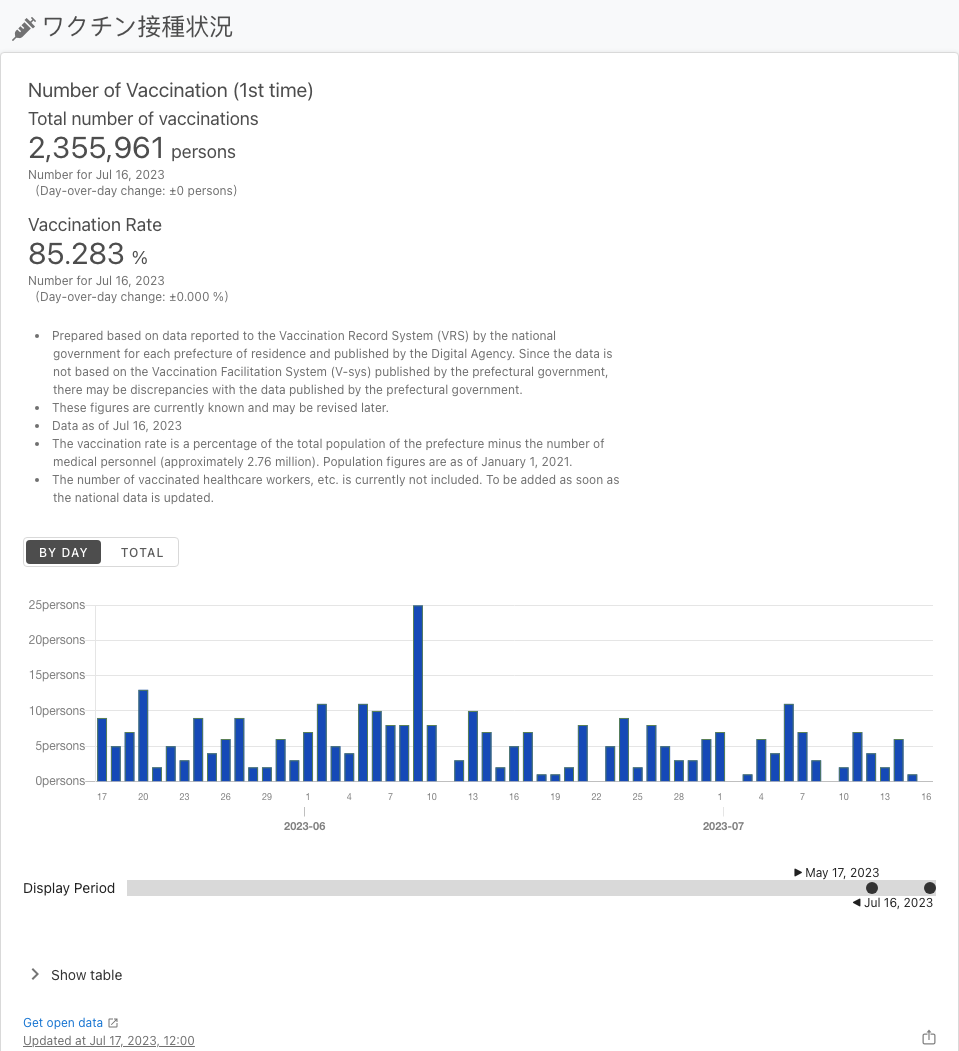 ワクチン接種状況
Number of Vaccination (1st time)
Total number of vaccinations
2,355,961 persons
Number for Jul 16, 2023
(Day-over-day change: ±0 persons)
Vaccination Rate
85.283 %
Number for Jul 16, 2023
(Day-over-day change: ±0.000 %)
• Prepared based on data reported to the Vaccination Record System (VRS) by the national
government for each prefecture of residence and published by the Digital Agency. Since the data is
not based on the Vaccination Facilitation System (V-sys) published by the prefectural government,
there may be discrepancies with the data published by the prefectural government.
• These figures are currently known and may be revised later.
• Data as of Jul 16, 2023
• The vaccination rate is a percentage of the total population of the prefecture minus the number of
medical personnel (approximately 2.76 million). Population figures are as of January 1, 2021.
• The number of vaccinated healthcare workers, etc. is currently not included. To be added as soon as
the national data is updated.
BY DAY TOTAL
25persons
20persons
15persons
10persons
5persons
0persons
17 20 23 26 29 1 4 7 10 13 16 19 22 25 28 1 4 7 10 13 16
2023-06 2023-07
▶ May 17, 2023
Display Period
◀ Jul 16, 2023
Show table
Get open data
Updated at Jul 17, 2023, 12:00